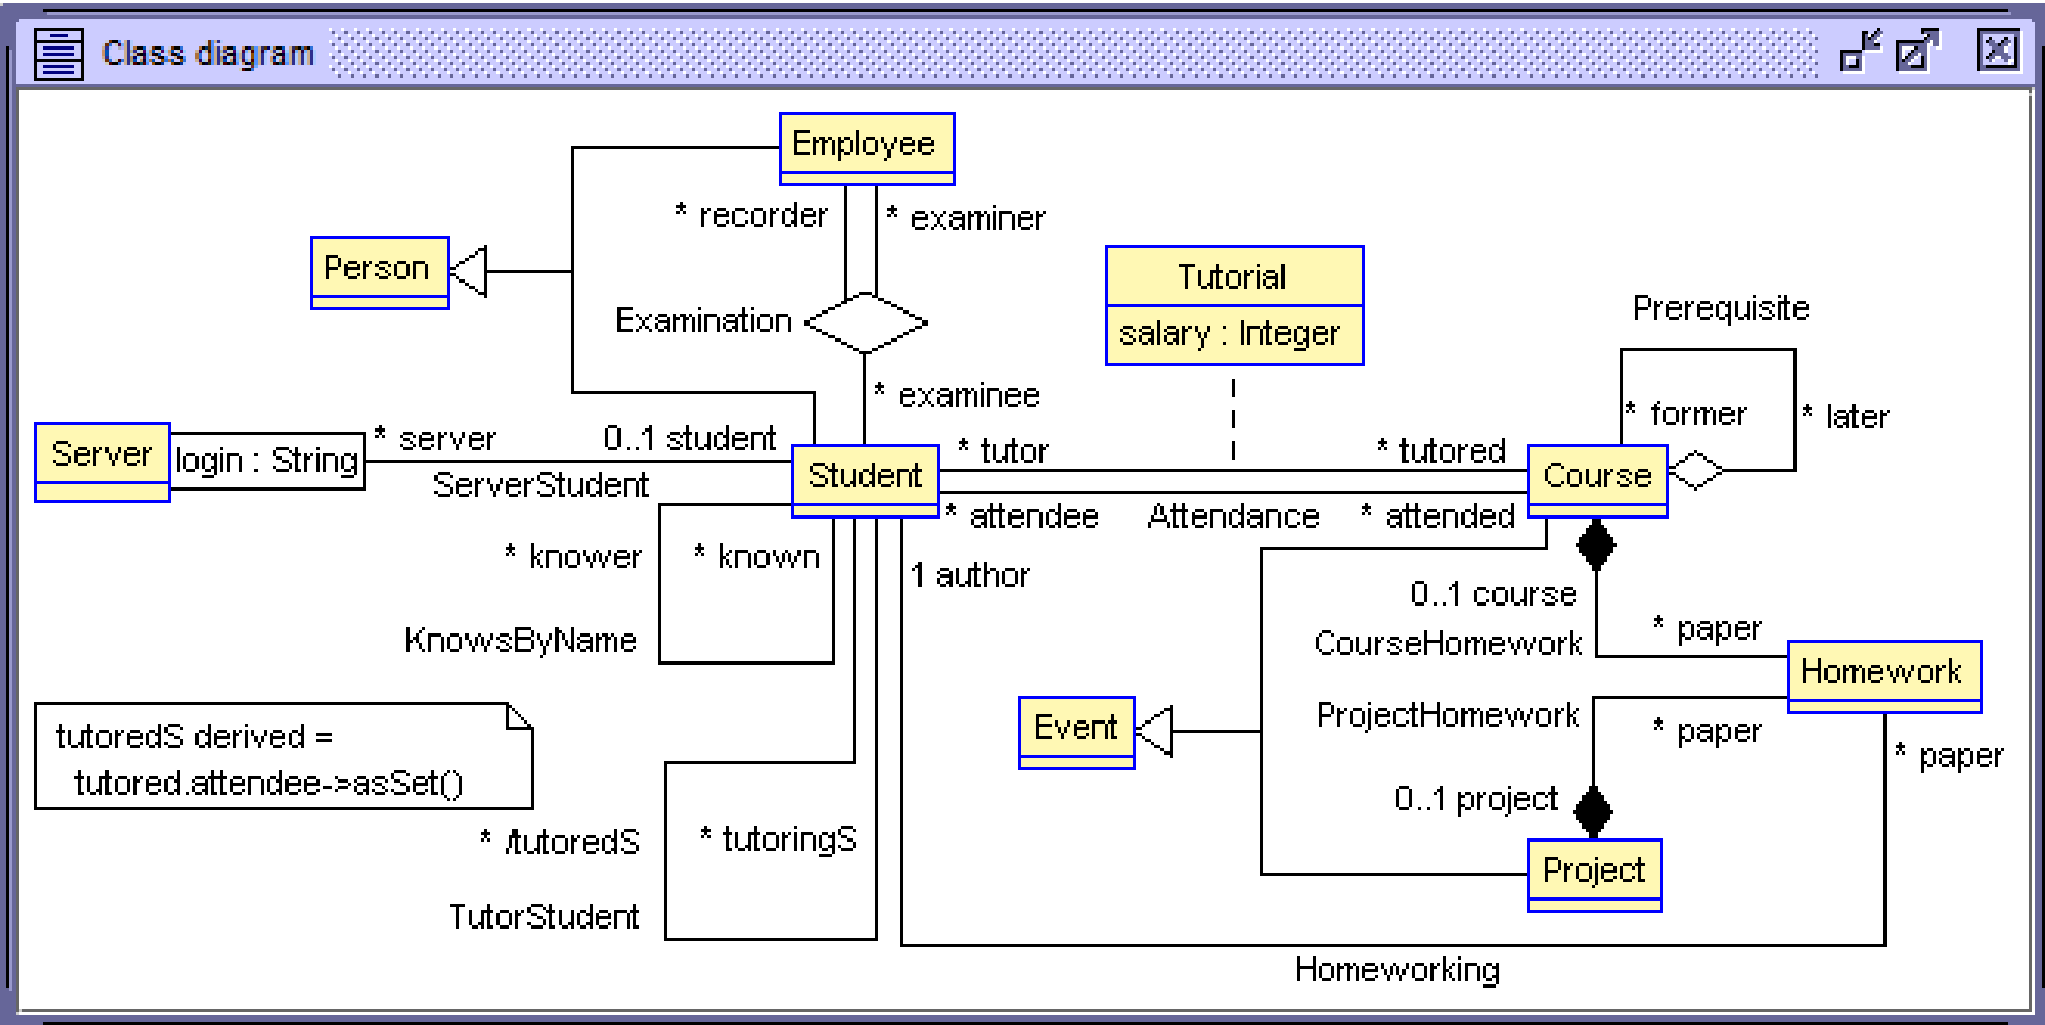 Class diagram
Employee
* recorder
* examiner
Person
Tutorial
salary : Integer
Examination
Prerequisite
* examinee
* former
* later
Server
login : String
* server
0..1 student
ServerStudent
Student
* tutor
* tutored
Course
* attendee
Attendance
* attended
* knower
* known
1 author
0..1 course
KnowsByName
CourseHomework
* paper
Homework
Event
ProjectHomework
* paper
* paper
tutoredS derived =
tutored.attendee->asSet()
0..1 project
* /tutoredS
* tutoringS
Project
TutorStudent
Homeworking